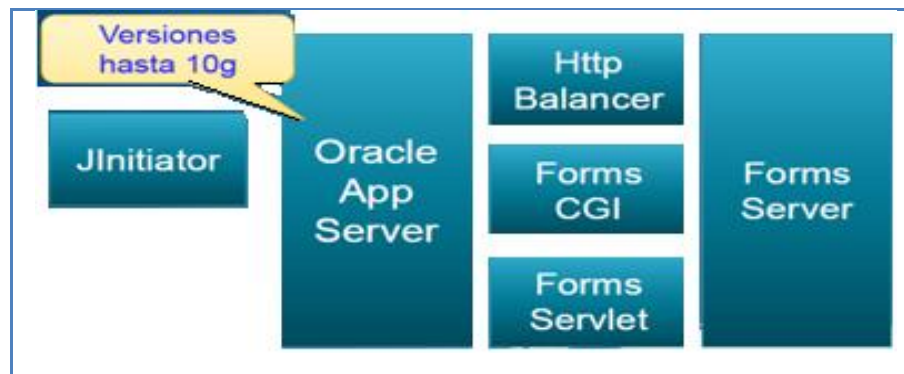 Versiones
hasta 10g
JInitiator
Oracle
App
Server
Http
Balancer
Forms
CGI
Forms
Servlet
Forms
Server